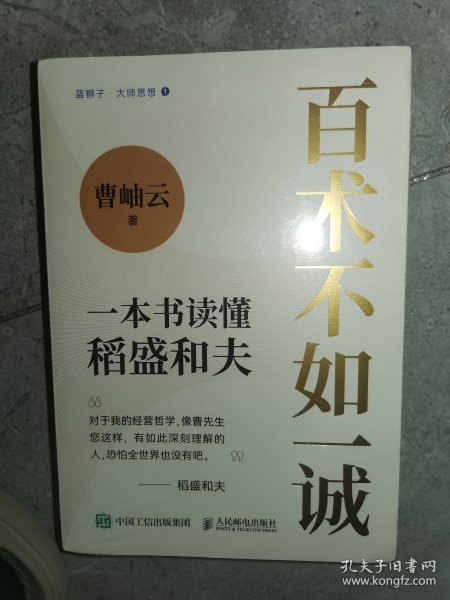 蓝狮子·大师思想 1
百术不如一诚
曹岫云
著
一本书读懂
稻盛和夫
“
对于我的经营哲学，像曹先生
您这样，有如此深刻理解的
人，恐怕全世界也没有吧。
”
—— 稻盛和夫
中国工信出版集团
人民邮电出版社
POSTS & TELECOM PRESS
孔夫子旧书网
www.kongfz.com